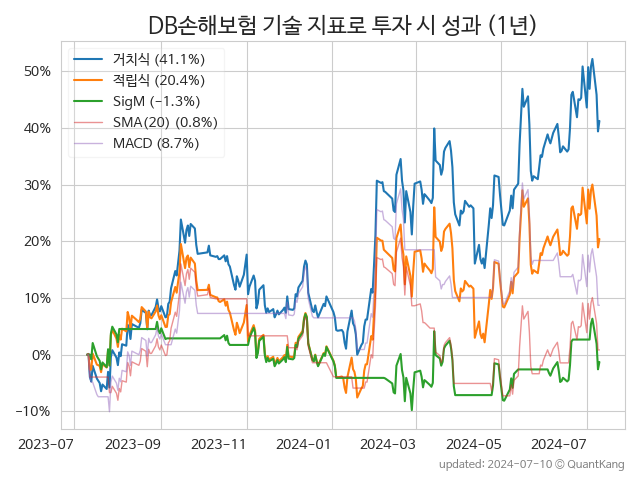 DB손해보험 기술 지표로 투자 시 성과 (1년)
거치식 (41.1%)
적립식 (20.4%)
SigM (−1.3%)
SMA(20) (0.8%)
MACD (8.7%)
50%
40%
30%
20%
10%
0%
−10%
2023-07 2023-09 2023-11 2024-01 2024-03 2024-05 2024-07
updated: 2024-07-10 © QuantKang